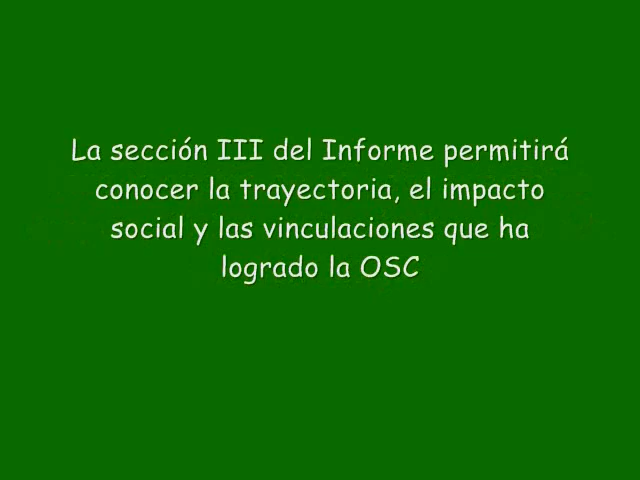 La sección III del Informe permitirá
conocer la trayectoria, el impacto
social y las vinculaciones que ha
logrado la OSC